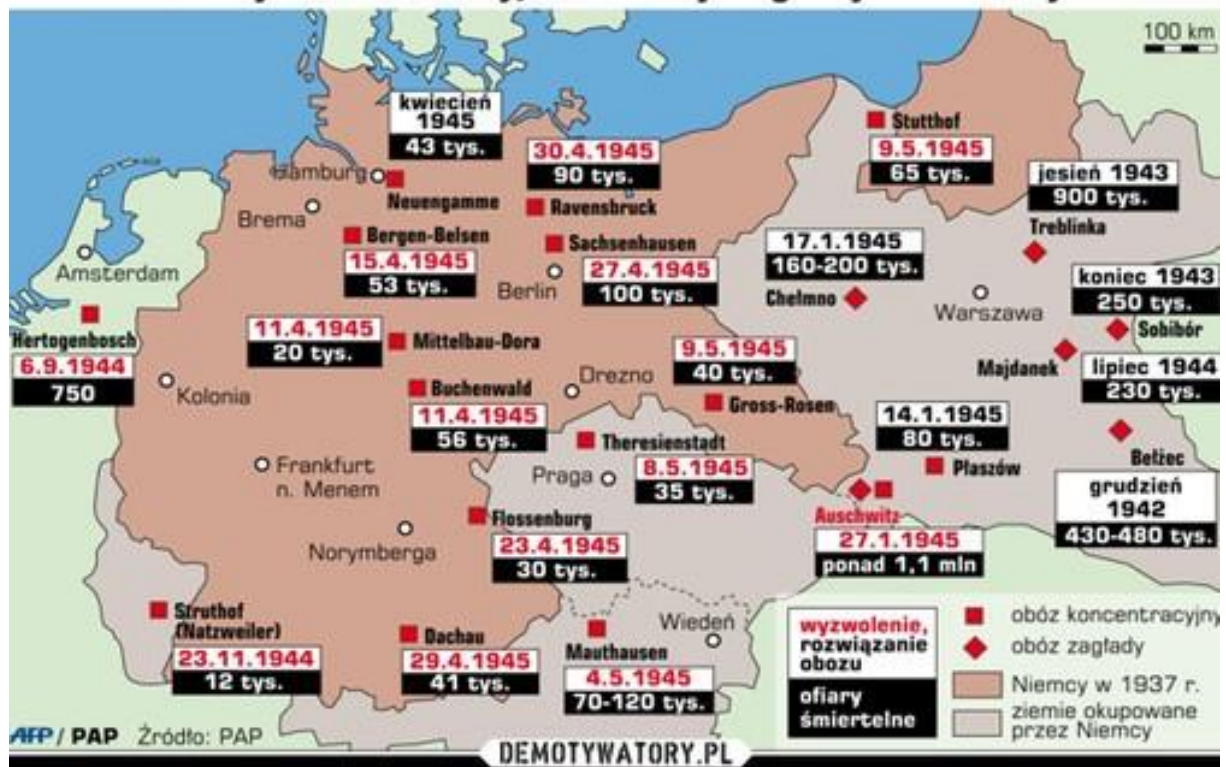 100 km
kwiecień
1945
43 tys.
Hamburg
Neuengamme
30.4.1945
90 tys.
Ravensbruck
Stutthof
9.5.1945
65 tys.
jesień 1943
900 tys.
Treblinka
Brema
Bergen-Belsen
15.4.1945
53 tys.
Sachsenhausen
27.4.1945
100 tys.
Berlin
17.1.1945
160-200 tys.
Chelmno
Warszawa
koniec 1943
250 tys.
Sobibór
Amsterdam
Hertogenbosch
6.9.1944
750
11.4.1945
20 tys.
Mittelbau-Dora
9.5.1945
40 tys.
Gross-Rosen
Majdanek
lipiec 1944
230 tys.
Kolonia
Buchenwald
11.4.1945
56 tys.
Drezno
14.1.1945
80 tys.
Płaszów
Bełżec
grudzień
1942
430-480 tys.
Frankfurt
n. Menem
Theresienstadt
8.5.1945
35 tys.
Praga
Auschwitz
27.1.1945
ponad 1,1 mln
Norymberga
Flossenburg
23.4.1945
30 tys.
Struthof
(Natzweiler)
23.11.1944
12 tys.
Dachau
29.4.1945
41 tys.
Mauthausen
4.5.1945
70-120 tys.
Wiedeń
wyzwolenie,
rozwiązanie
obozu
ofiary
śmiertelne
obóz koncentracyjny
obóz zagłady
Niemcy w 1937 r.
ziemie okupowane
przez Niemcy
AFP / PAP Źródło: PAP
DEMOTYWATORY.PL